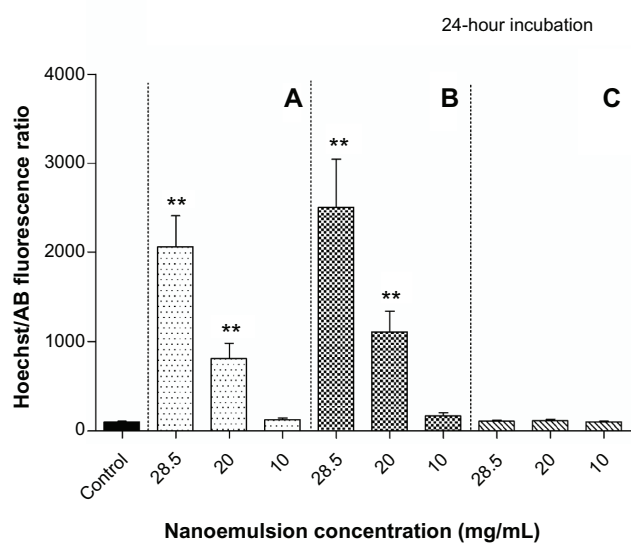 24-hour incubation
Hoechst/AB fluorescence ratio
4000
3000
2000
1000
0
A
B
C
**
**
**
**
Control
28.5
20
10
28.5
20
10
28.5
20
10
Nanoemulsion concentration (mg/mL)